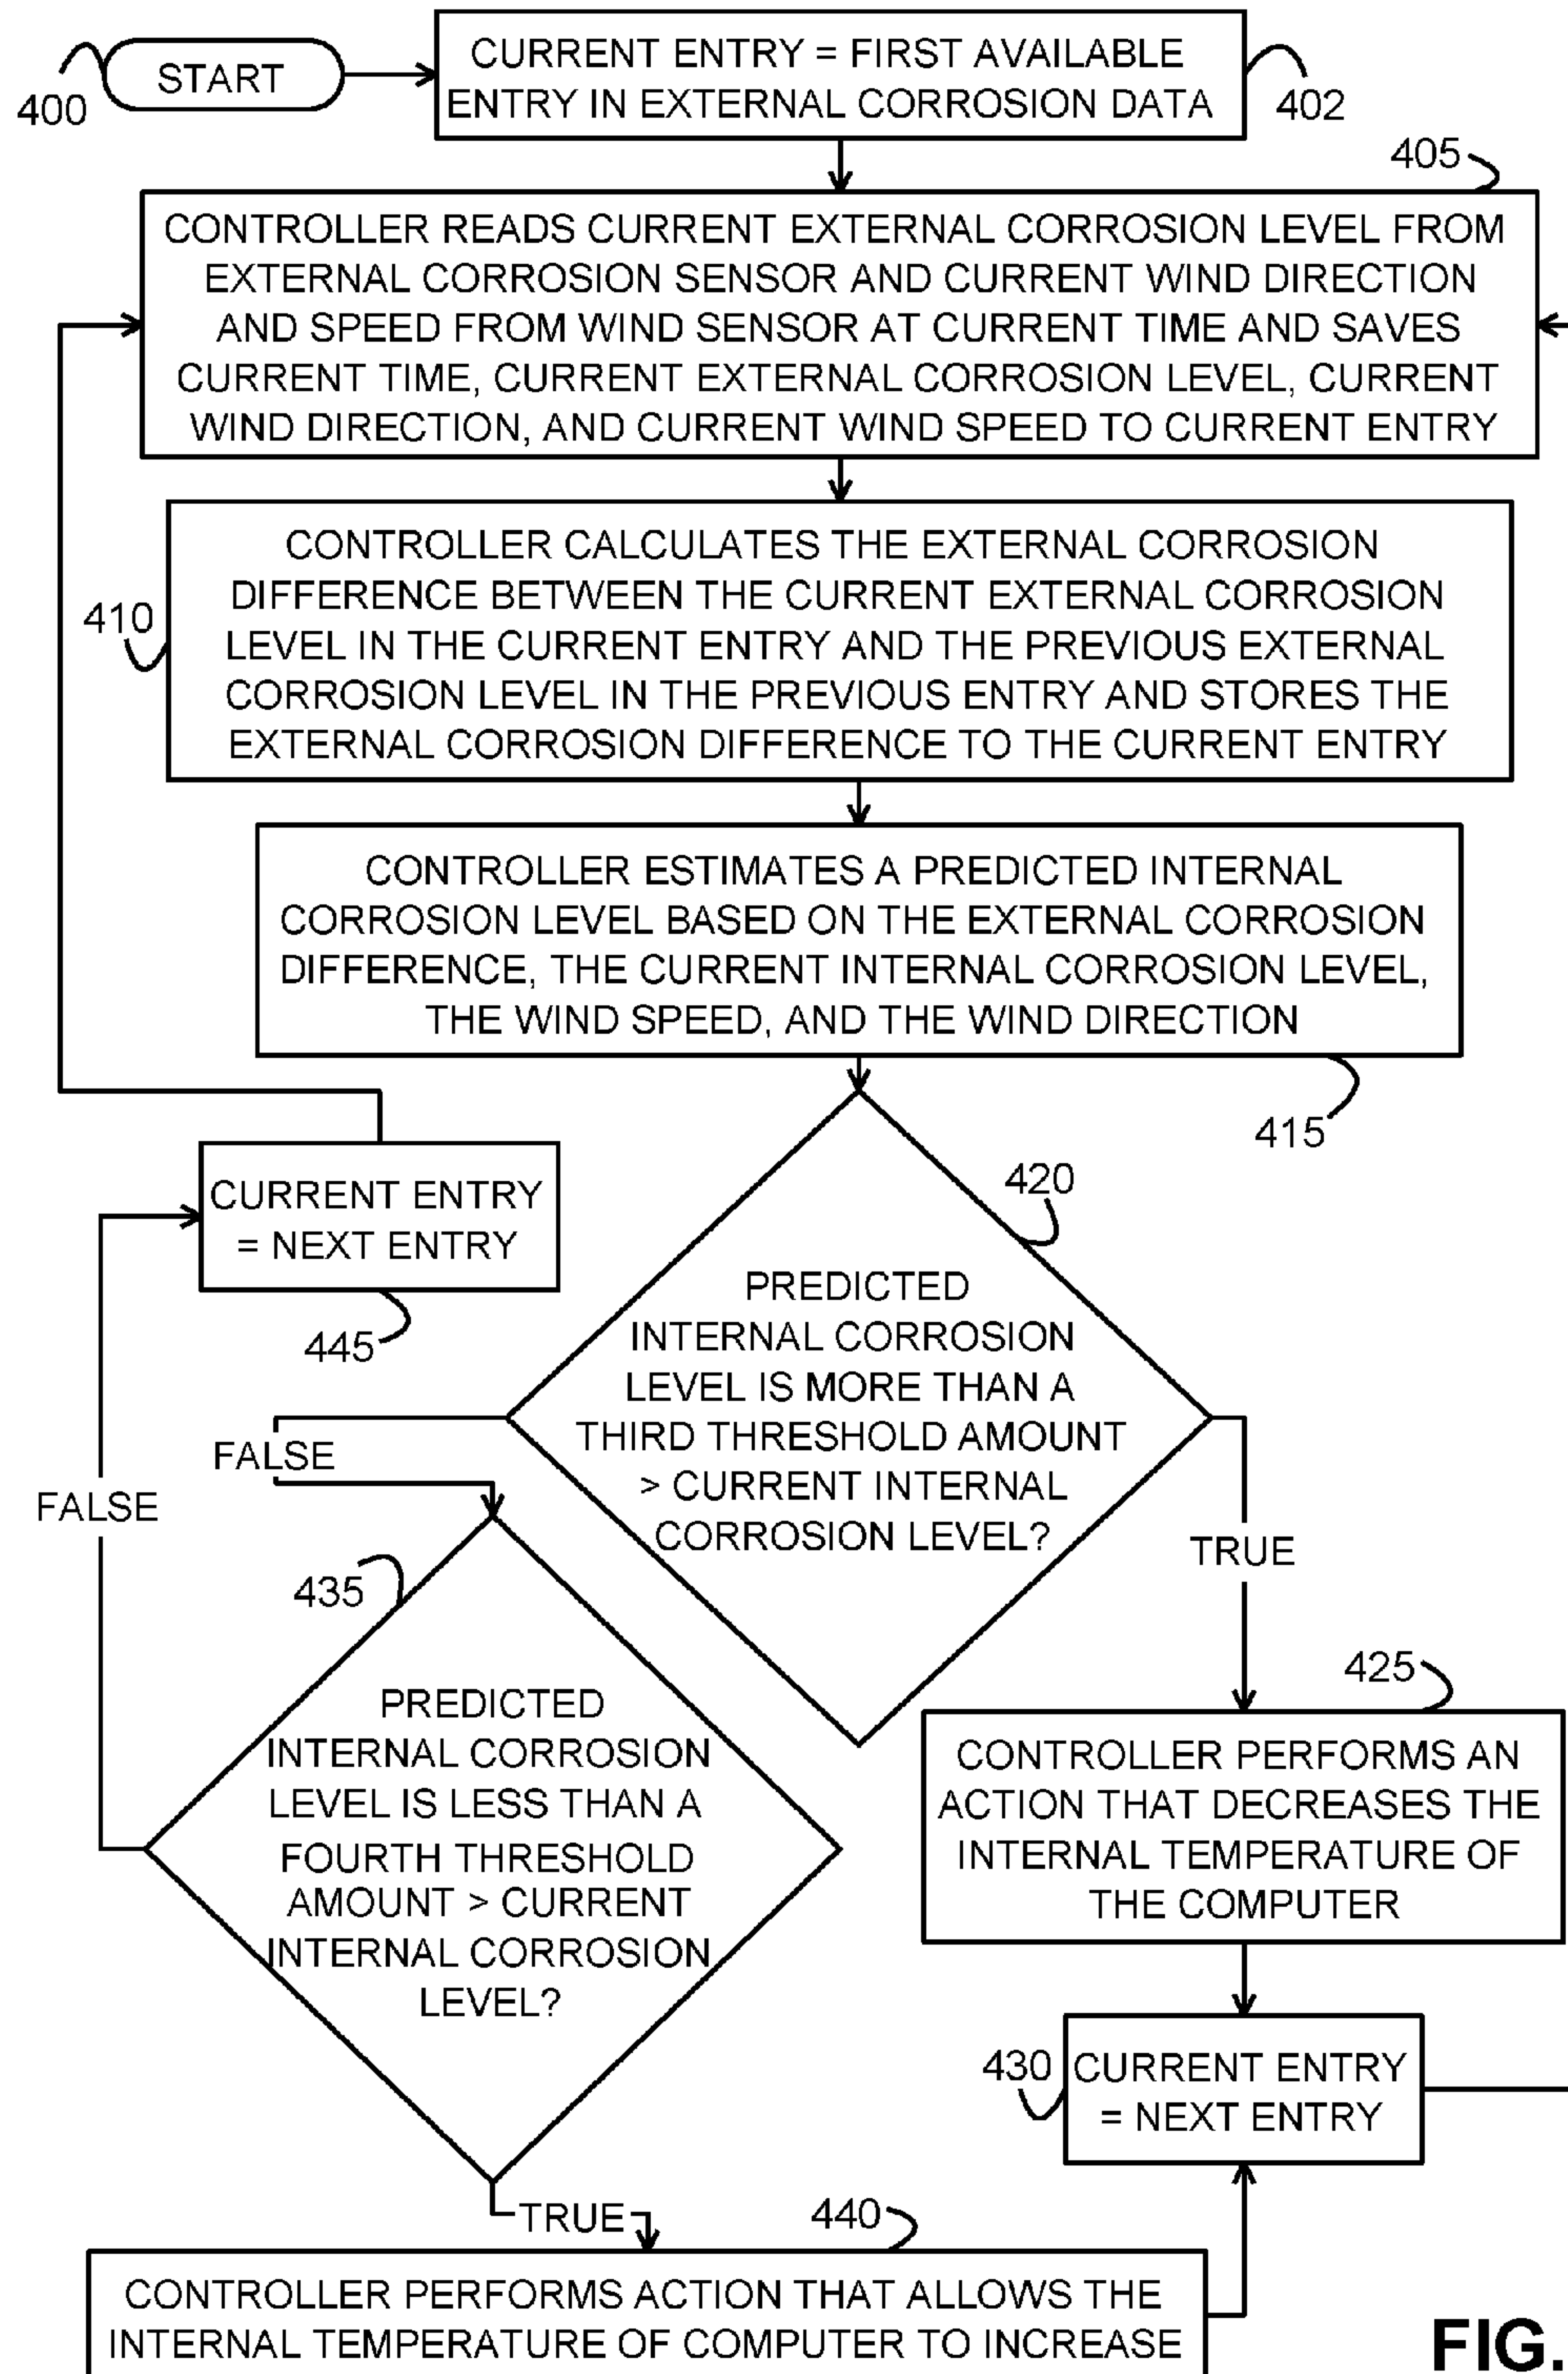 400
START
CURRENT ENTRY = FIRST AVAILABLE
ENTRY IN EXTERNAL CORROSION DATA
402
405
CONTROLLER READS CURRENT EXTERNAL CORROSION LEVEL FROM
EXTERNAL CORROSION SENSOR AND CURRENT WIND DIRECTION
AND SPEED FROM WIND SENSOR AT CURRENT TIME AND SAVES
CURRENT TIME, CURRENT EXTERNAL CORROSION LEVEL, CURRENT
WIND DIRECTION, AND CURRENT WIND SPEED TO CURRENT ENTRY
410
CONTROLLER CALCULATES THE EXTERNAL CORROSION
DIFFERENCE BETWEEN THE CURRENT EXTERNAL CORROSION
LEVEL IN THE CURRENT ENTRY AND THE PREVIOUS EXTERNAL
CORROSION LEVEL IN THE PREVIOUS ENTRY AND STORES THE
EXTERNAL CORROSION DIFFERENCE TO THE CURRENT ENTRY
CONTROLLER ESTIMATES A PREDICTED INTERNAL
CORROSION LEVEL BASED ON THE EXTERNAL CORROSION
DIFFERENCE, THE CURRENT INTERNAL CORROSION LEVEL,
THE WIND SPEED, AND THE WIND DIRECTION
415
CURRENT ENTRY
= NEXT ENTRY
445
420
PREDICTED
INTERNAL CORROSION
LEVEL IS MORE THAN A
THIRD THRESHOLD AMOUNT
> CURRENT INTERNAL
CORROSION LEVEL?
FALSE
FALSE
TRUE
435
PREDICTED
INTERNAL CORROSION
LEVEL IS LESS THAN A
FOURTH THRESHOLD
AMOUNT > CURRENT
INTERNAL CORROSION
LEVEL?
425
CONTROLLER PERFORMS AN
ACTION THAT DECREASES THE
INTERNAL TEMPERATURE OF
THE COMPUTER
430
CURRENT ENTRY
= NEXT ENTRY
TRUE
440
CONTROLLER PERFORMS ACTION THAT ALLOWS THE
INTERNAL TEMPERATURE OF COMPUTER TO INCREASE
FIG.